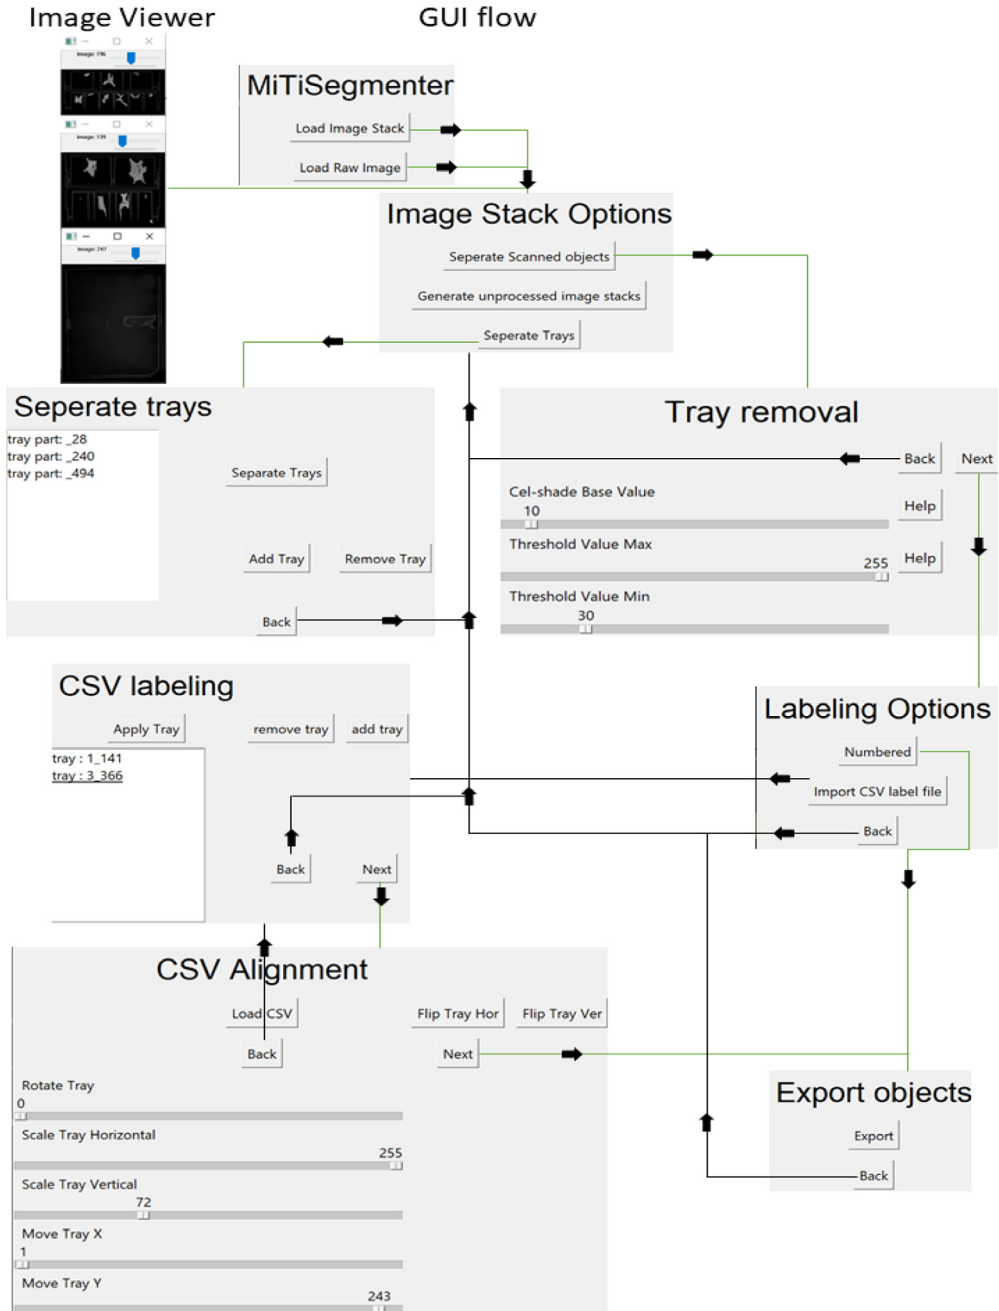 Image Viewer
GUI flow
image: 196
image: 139
image: 247
MiTiSegmenter
Load Image Stack
Load Raw Image
Image Stack Options
Seperate Scanned objects
Generate unprocessed image stacks
Seperate Trays
Seperate trays
tray part: _28
tray part: _240
tray part: _494
Separate Trays
Add Tray
Remove Tray
Back
Tray removal
Back
Next
Cel-shade Base Value
10
Help
Threshold Value Max
255
Help
Threshold Value Min
30
CSV labeling
Apply Tray
remove tray
add tray
tray : 1_141
tray : 3_366
Back
Next
Labeling Options
Numbered
Import CSV label file
Back
CSV Alignment
Load CSV
Flip Tray Hor
Flip Tray Ver
Back
Next
Rotate Tray
0
Scale Tray Horizontal
255
Scale Tray Vertical
72
Move Tray X
1
Move Tray Y
243
Export objects
Export
Back